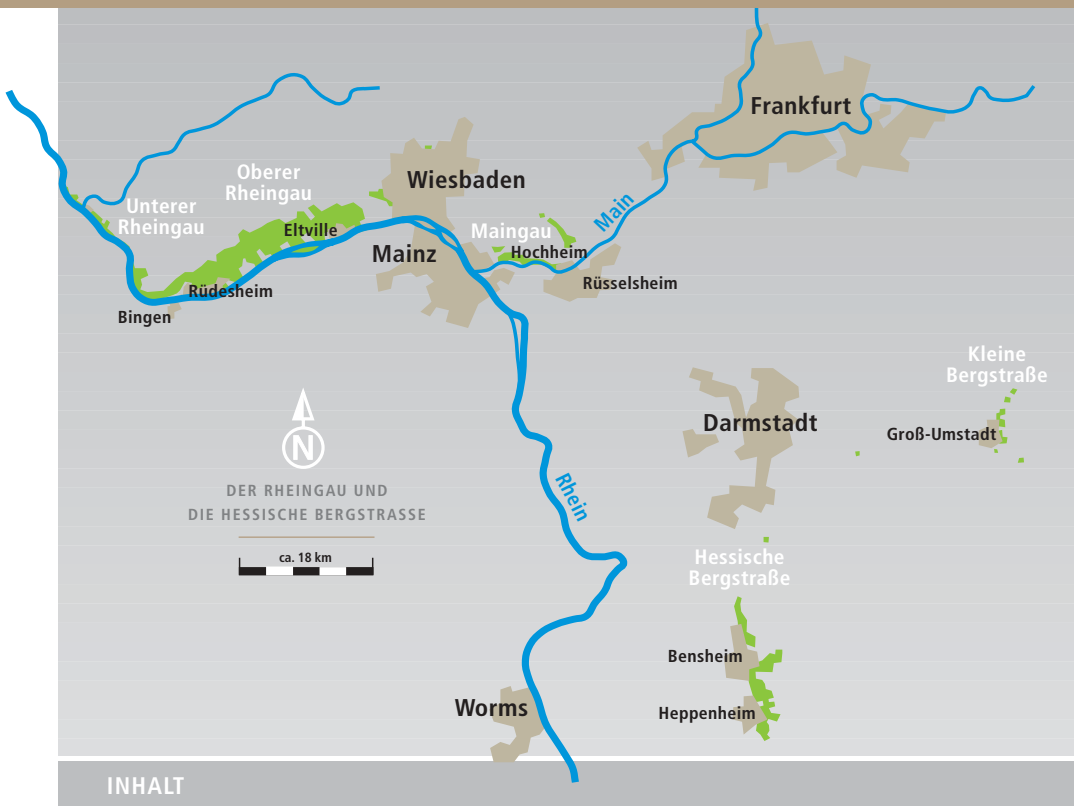 Frankfurt
Oberer
Rheingau
Wiesbaden
Unterer
Rheingau
Main
Eltville
Maingau
Hochheim
Mainz
Rüdesheim
Rüsselsheim
Bingen
Kleine
Bergstraße
Darmstadt
Groß-Umstadt
N
DER RHEINGAU UND
DIE HESSISCHE BERGSTRASSE
Rhein
ca. 18 km
Hessische
Bergstraße
Bensheim
Worms
Heppenheim
INHALT